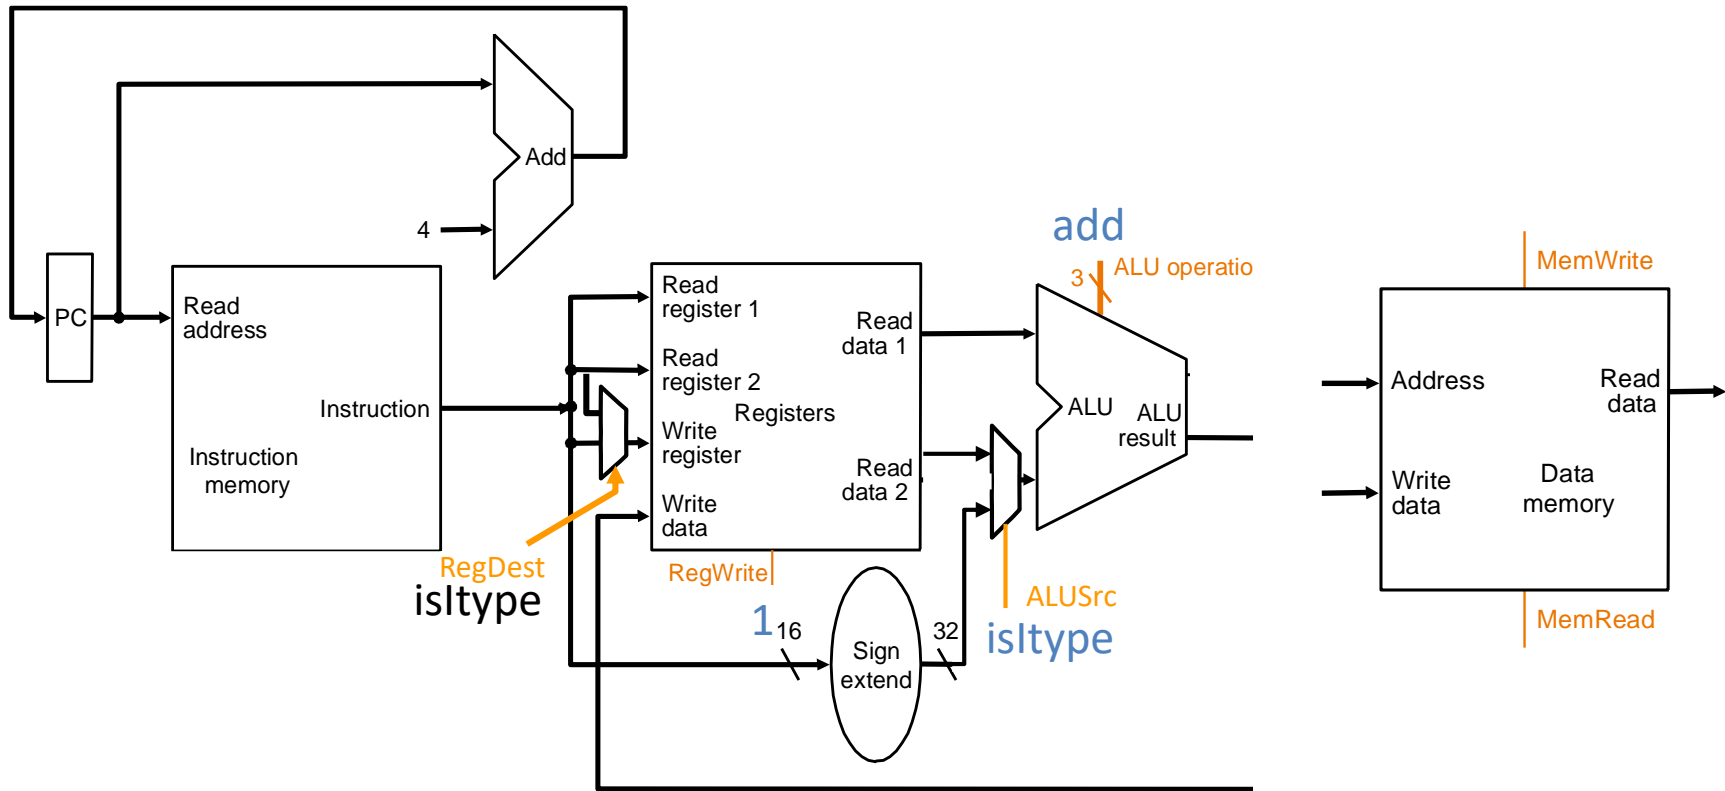 Add
4
add
ALU operatio
3
MemWrite
PC
Read
address
Read
register 1
Read
data 1
Read
register 2
Address
Read
data
Instruction
Registers
ALU
ALU
result
Write
register
Instruction
memory
Read
data 2
Write
data
Data
memory
Write
data
RegDest
isItype
RegWrite
ALUSrc
isItype
1
16
32
Sign
extend
MemRead